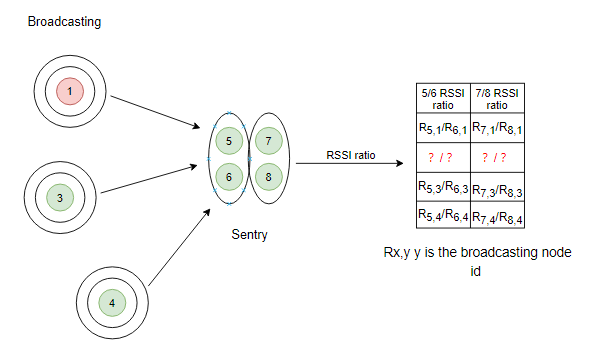 Broadcasting
1
3
4
5
6
7
8
Sentry
RSSI ratio
5/6 RSSI ratio
7/8 RSSI ratio
R5,1/R6,1 R7,1/R8,1
? / ? ? / ?
R5,3/R6,3 R7,3/R8,3
R5,4/R6,4 R7,4/R8,4
Rx,y y is the broadcasting node
id